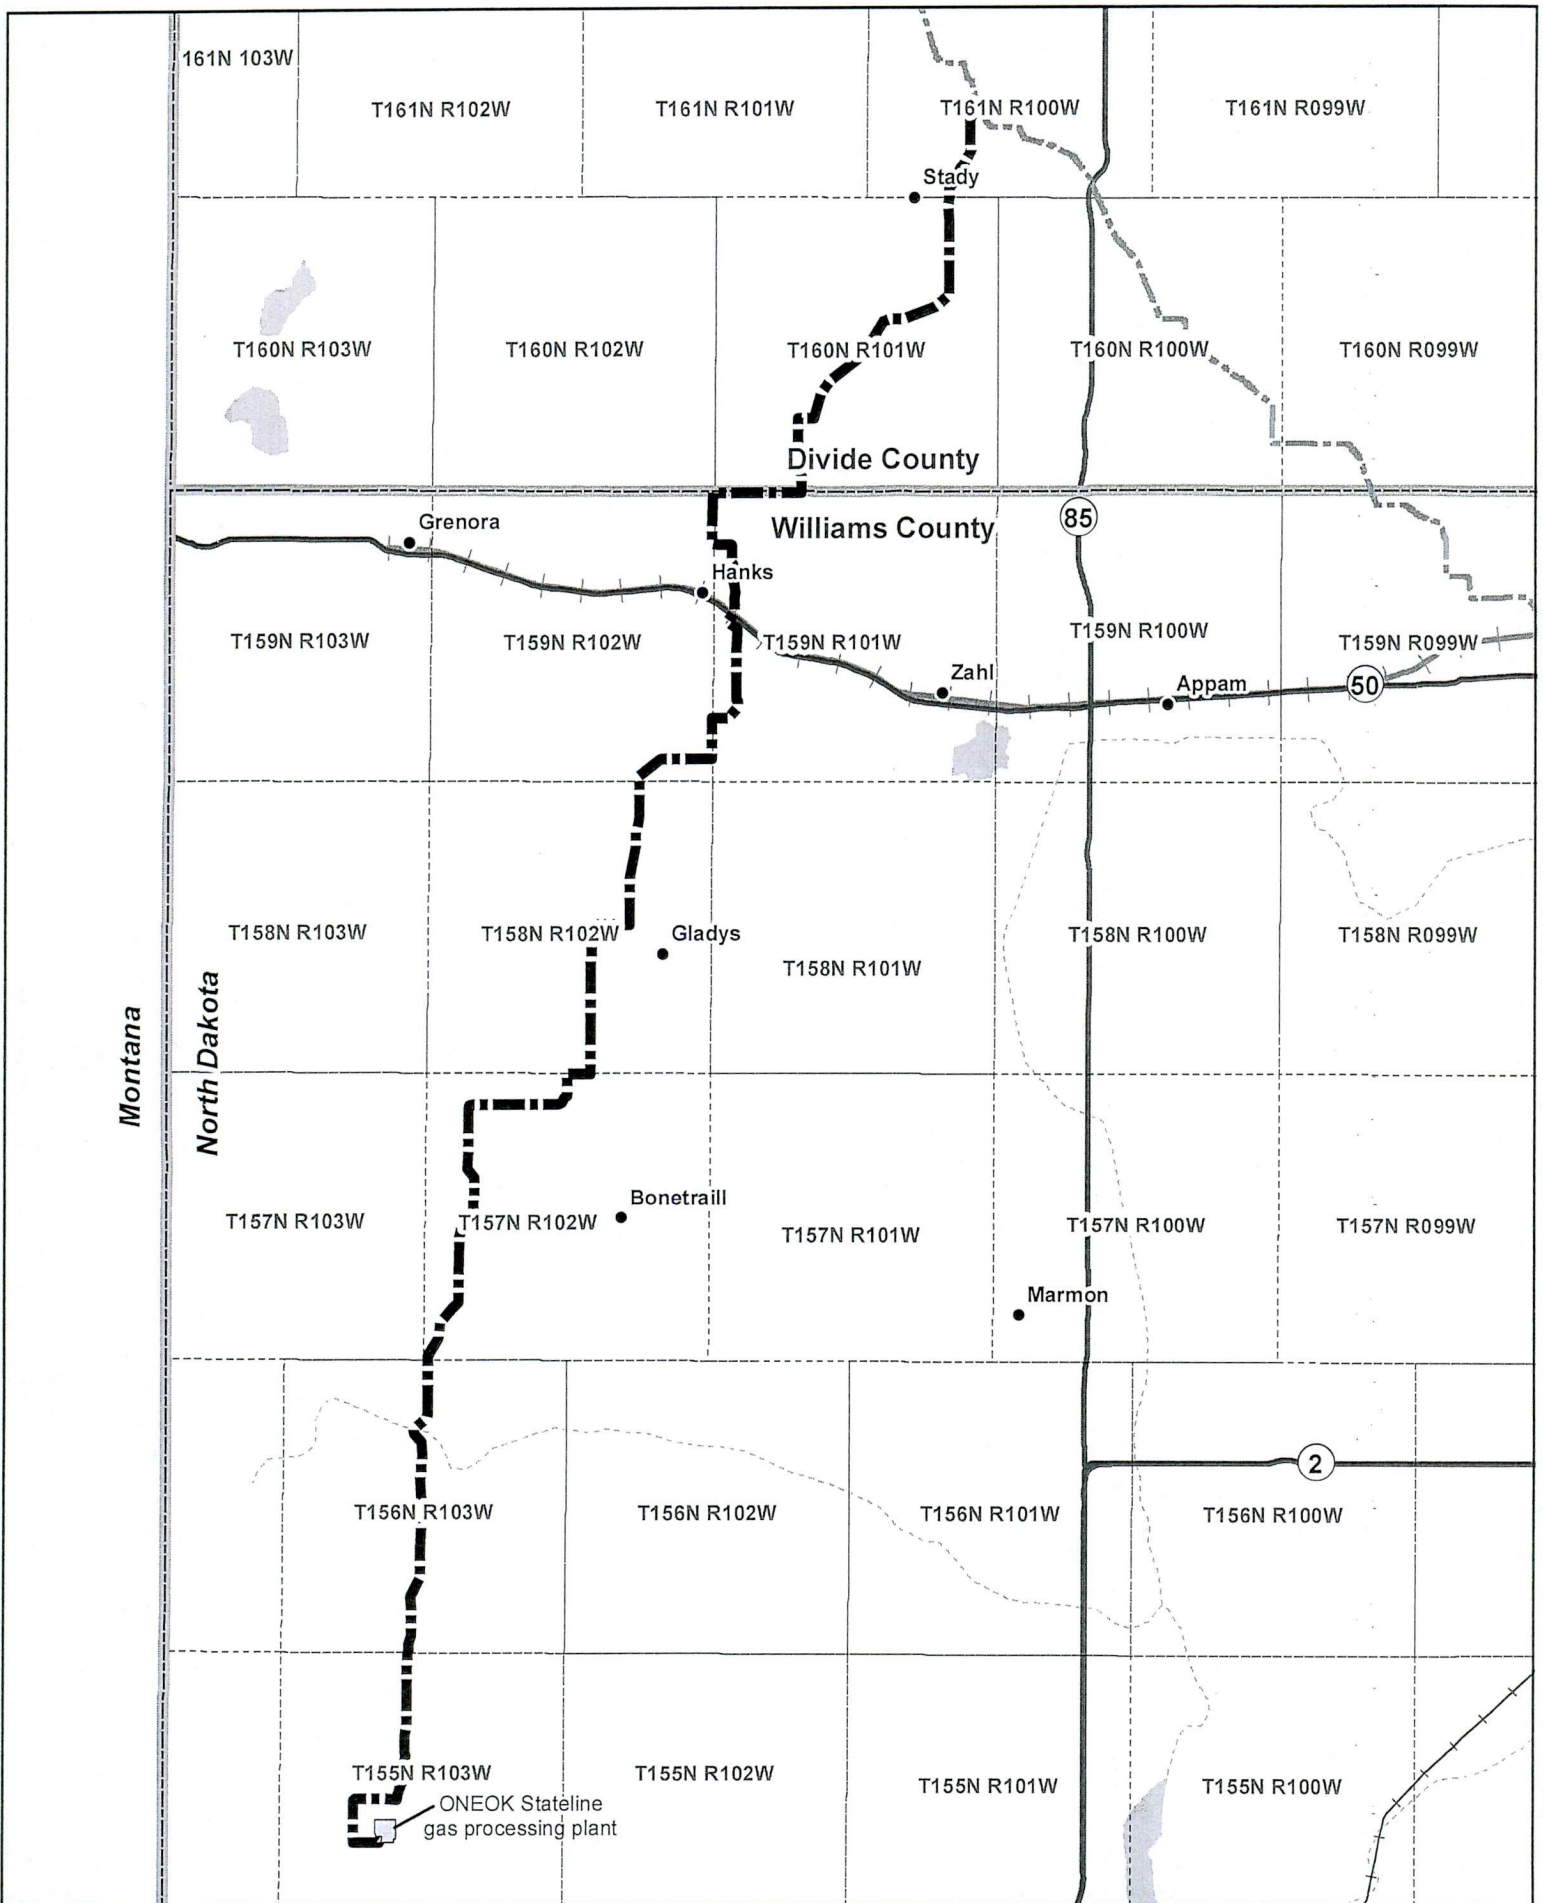 161N 103W
T161N R102W
T161N R101W
T161N R100W
T161N R099W
Stady
T160N R103W
T160N R102W
T160N R101W
T160N R100W
T160N R099W
Divide County
Williams County
85
Grenora
Hanks
T159N R103W
T159N R102W
T159N R101W
T159N R100W
T159N R099W
Zahl
Appam
50
T158N R103W
T158N R102W
Gladys
T158N R101W
T158N R100W
T158N R099W
Montana
North Dakota
Bonetraill
T157N R103W
T157N R102W
T157N R101W
T157N R100W
T157N R099W
Marmon
2
T156N R103W
T156N R102W
T156N R101W
T156N R100W
T155N R103W
T155N R102W
T155N R101W
T155N R100W
ONEOK Stateline
gas processing plant